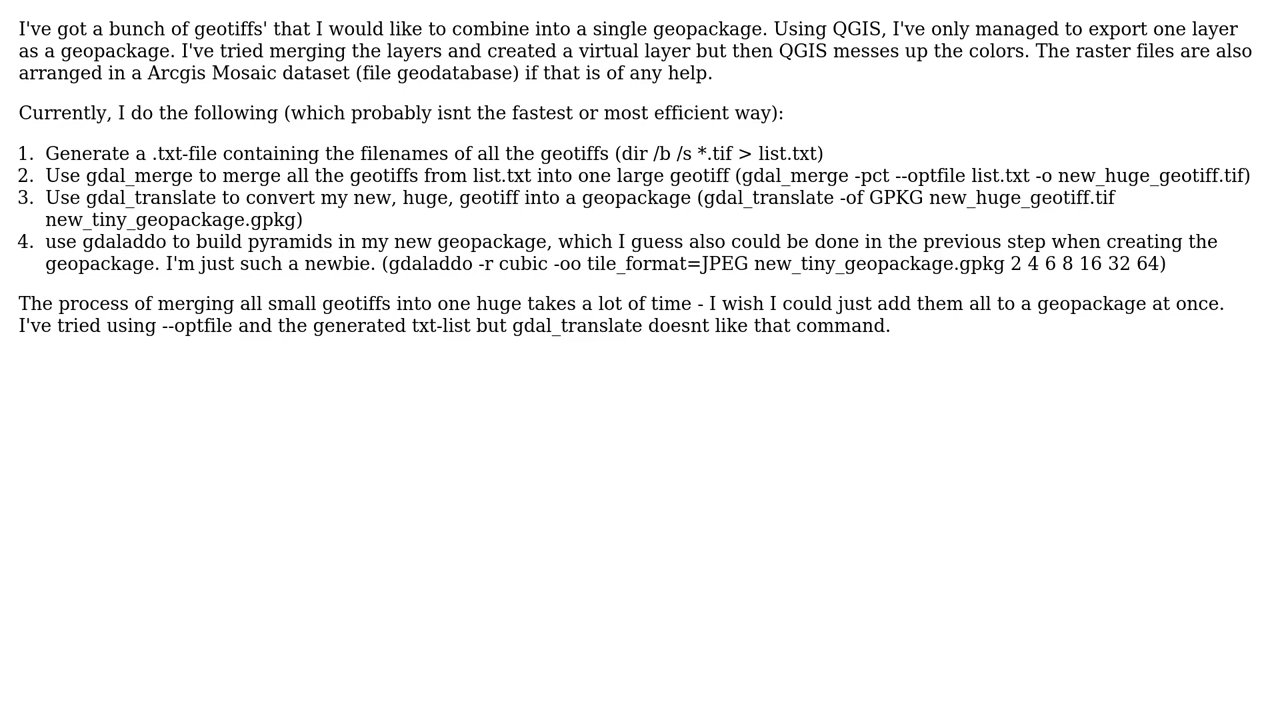 I've got a bunch of geotiffs' that I would like to combine into a single geopackage. Using QGIS, I've only managed to export one layer
as a geopackage. I've tried merging the layers and created a virtual layer but then QGIS messes up the colors. The raster files are also
arranged in a Arcgis Mosaic dataset (file geodatabase) if that is of any help.
Currently, I do the following (which probably isnt the fastest or most efficient way):
1. Generate a .txt-file containing the filenames of all the geotiffs (dir /b /s *.tif > list.txt)
2. Use gdal_merge to merge all the geotiffs from list.txt into one large geotiff (gdal_merge -pct --optfile list.txt -o new_huge_geotiff.tif)
3. Use gdal_translate to convert my new, huge, geotiff into a geopackage (gdal_translate -of GPKG new_huge_geotiff.tif
new_tiny_geopackage.gpkg)
4. use gdaladdo to build pyramids in my new geopackage, which I guess also could be done in the previous step when creating the
geopackage. I'm just such a newbie. (gdaladdo -r cubic -oo tile_format=JPEG new_tiny_geopackage.gpkg 2 4 6 8 16 32 64)
The process of merging all small geotiffs into one huge takes a lot of time - I wish I could just add them all to a geopackage at once.
I've tried using --optfile and the generated txt-list but gdal_translate doesnt like that command.